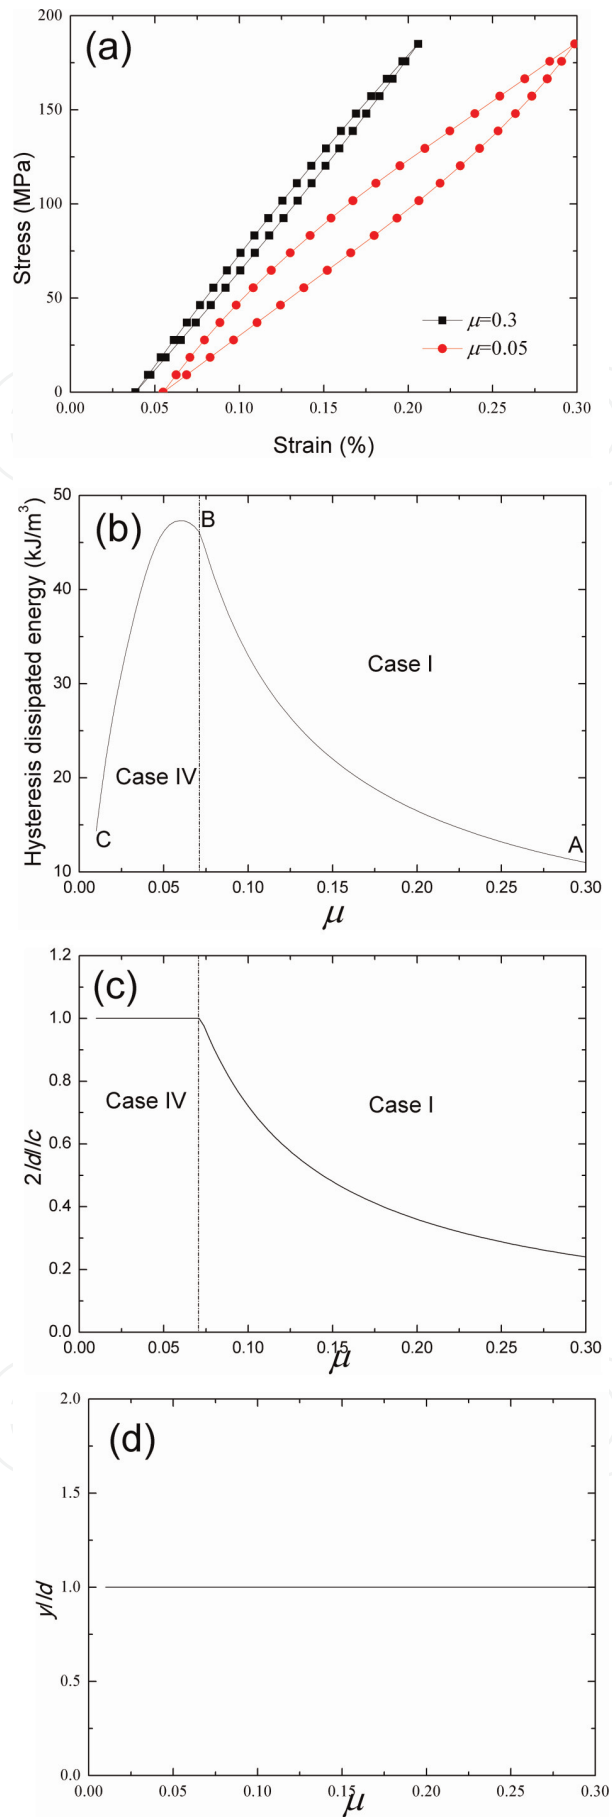 (a)
200
150
100
50
0
Stress (MPa)
μ=0.3
μ=0.05
0.00 0.05 0.10 0.15 0.20 0.25 0.30
Strain (%)
(b)
50
40
30
20
10
Hysteresis dissipated energy (kJ/m³)
B
Case I
Case IV
C
A
0.00 0.05 0.10 0.15 0.20 0.25 0.30
μ
(c)
1.2
1.0
0.8
0.6
0.4
0.2
0.0
2ld/lc
Case IV
Case I
0.00 0.05 0.10 0.15 0.20 0.25 0.30
μ
(d)
2.0
1.5
1.0
0.5
0.0
y/ld
0.00 0.05 0.10 0.15 0.20 0.25 0.30
μ